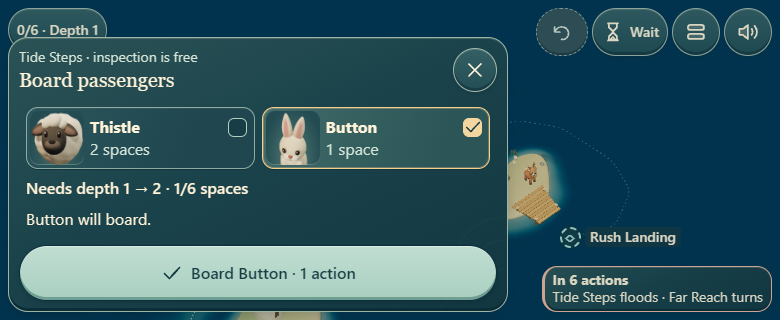 0/6 · Depth 1
Wait
Tide Steps · inspection is free
Board passengers
Thistle
2 spaces
Button
1 space
Needs depth 1 → 2 · 1/6 spaces
Button will board.
Board Button · 1 action
Rush Landing
In 6 actions
Tide Steps floods · Far Reach turns